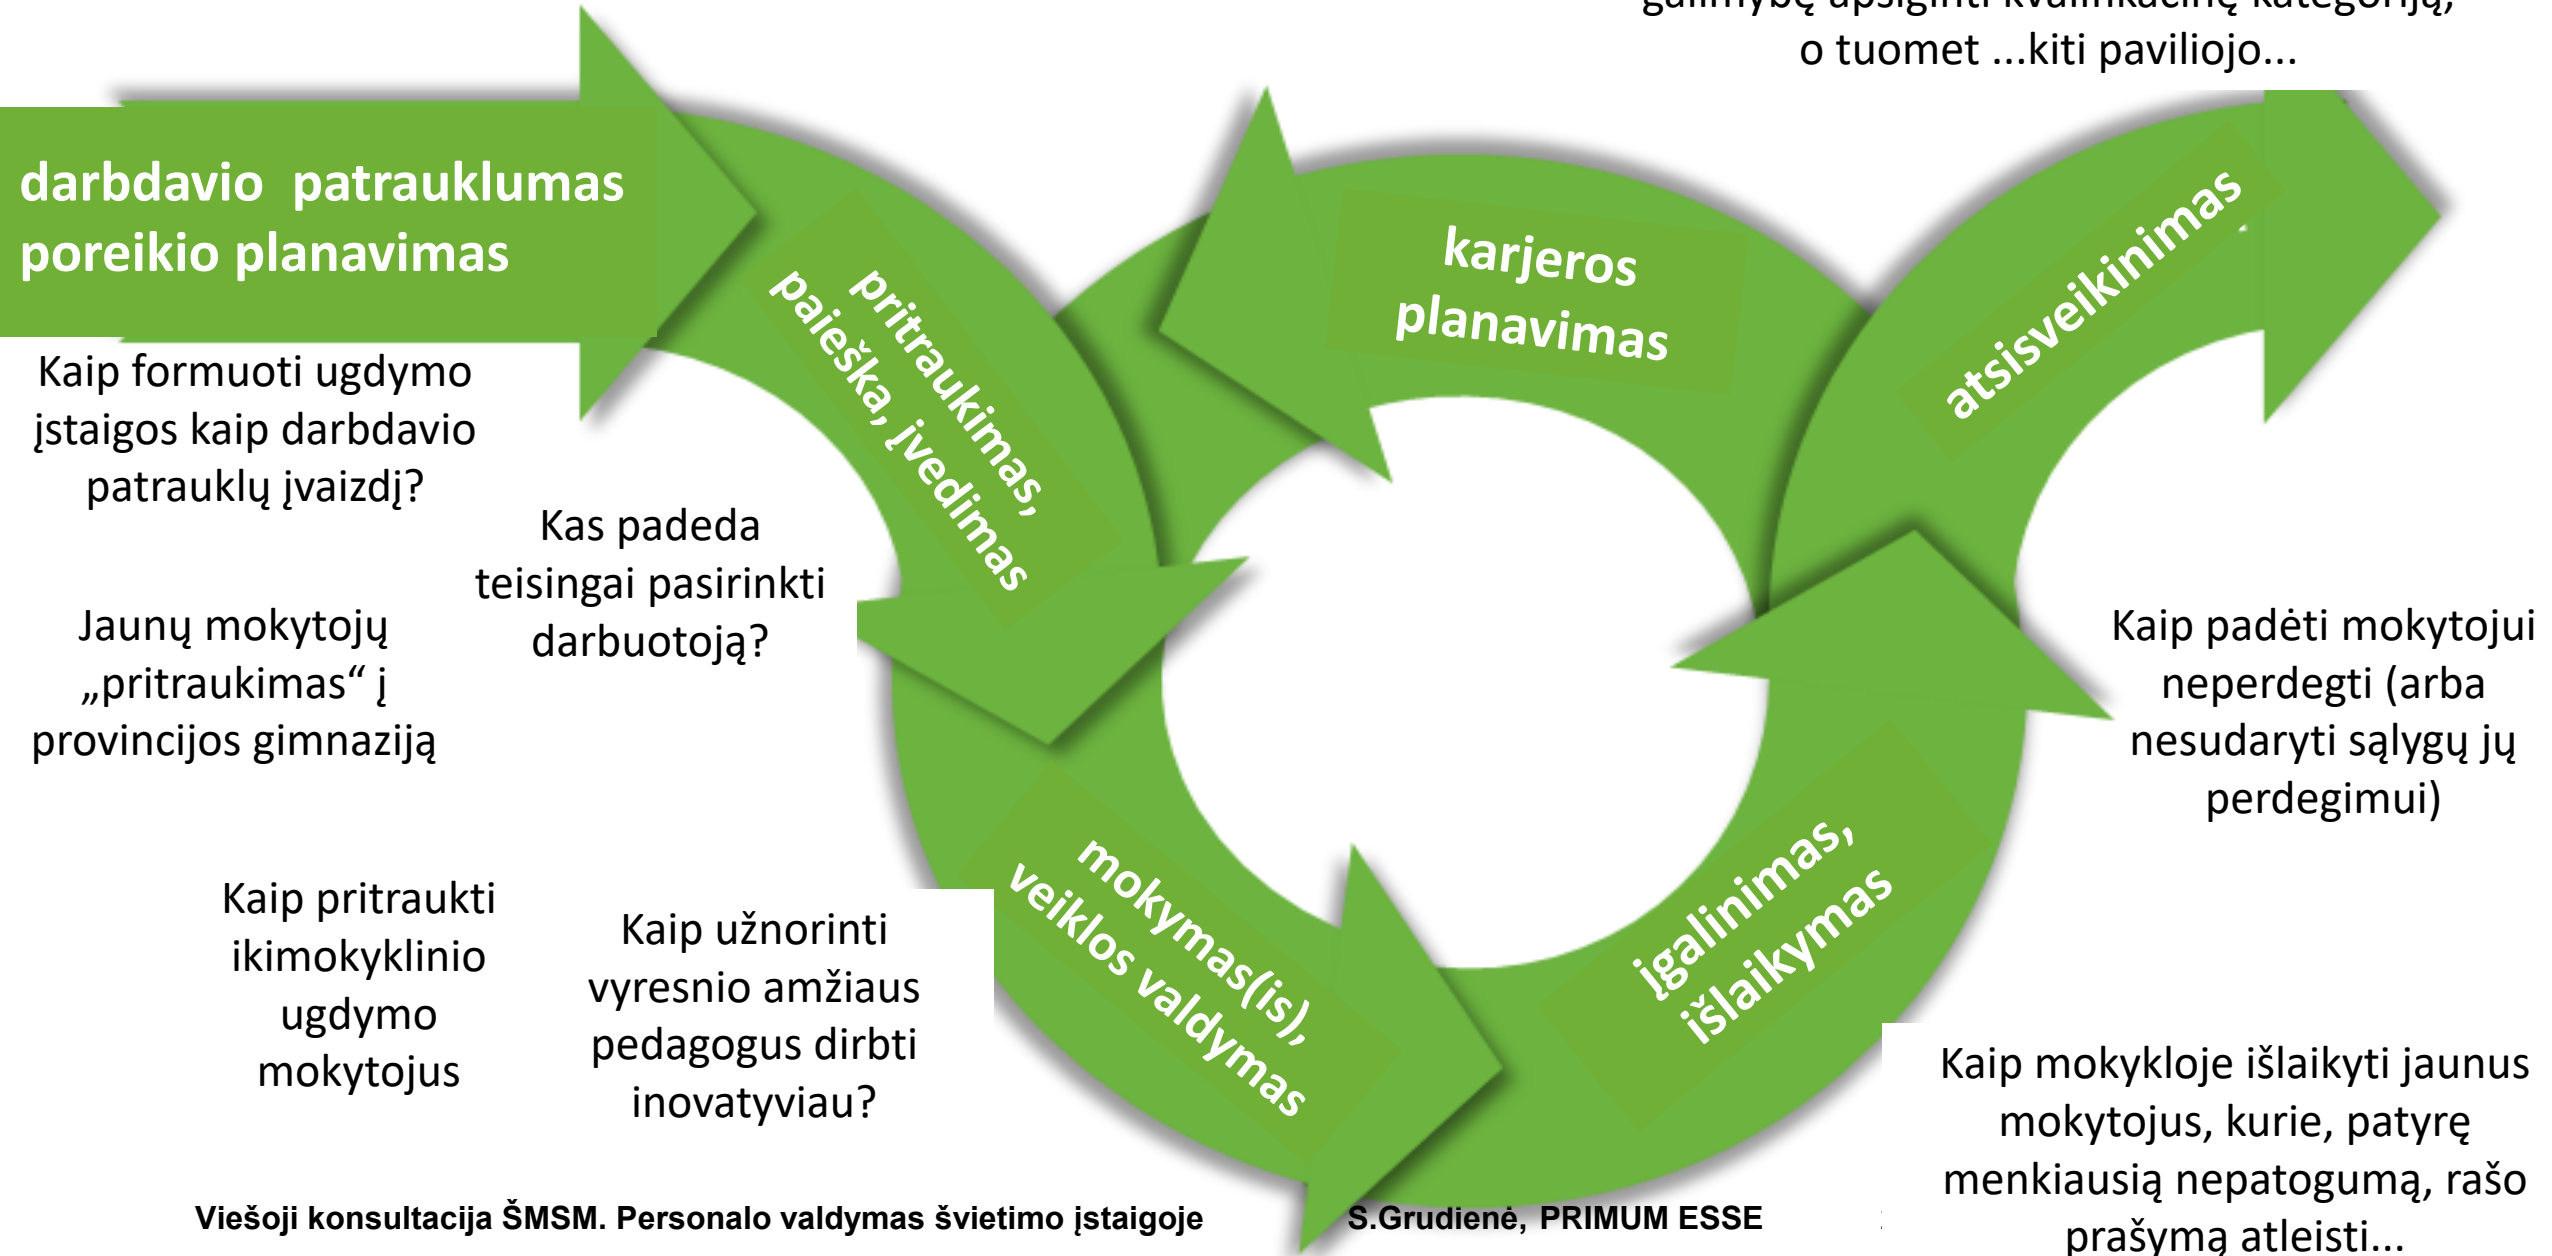 galimybę apsiginti kvalifikacinę kategoriją,
o tuomet ...kiti paviliojo...
darbdavio patrauklumas
poreikio planavimas
pritraukimas,
paieška, įvedimas
karjeros
planavimas
atsisveikinimas
Kaip formuoti ugdymo
įstaigos kaip darbdavio
patrauklų įvaizdį?
Kas padeda
teisingai pasirinkti
darbuotoją?
Jaunų mokytojų
„pritraukimas“ į
provincijos gimnaziją
Kaip padėti mokytojui
neperdegti (arba
nesudaryti sąlygų jų
perdegimui)
mokymas(is),
veiklos valdymas
įgalinimas,
išlaikymas
Kaip pritraukti
ikimokyklinio
ugdymo
mokytojus
Kaip užnorinti
vyresnio amžiaus
pedagogus dirbti
inovatyviau?
Kaip mokykloje išlaikyti jaunus
mokytojus, kurie, patyrę
menkiausią nepatogumą, rašo
prašymą atleisti...
Viešoji konsultacija ŠMSM. Personalo valdymas švietimo įstaigoje
S.Grudienė, PRIMUM ESSE